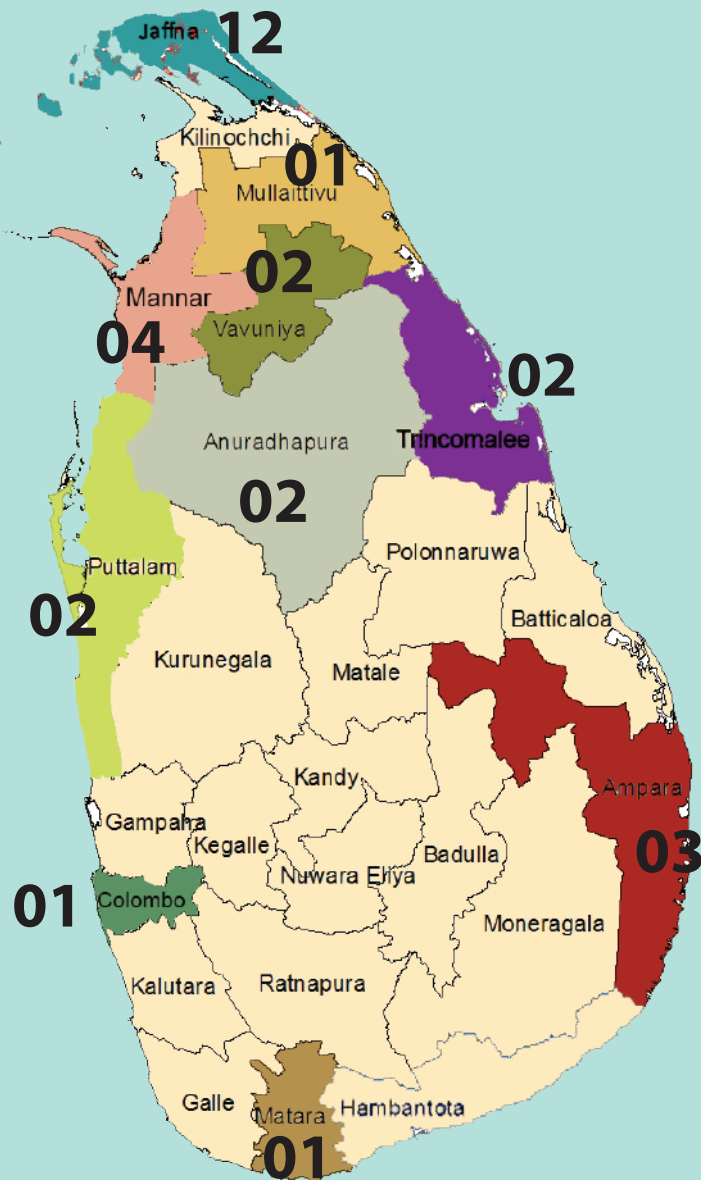 Jaffna 12
Kilinochchi
01
Mullaittivu
02
Mannar
Vavuniya
04
02
Anuradhapura
Trincomalee
02
Polonnaruwa
Puttalam
02
Batticaloa
Kurunegala
Matale
Kandy
Ampara
Gampaha
Kegalle
Badulla
03
Nuwara Eliya
Colombo
01
Moneragala
Kalutara
Ratnapura
Galle
Matara
Hambantota
01